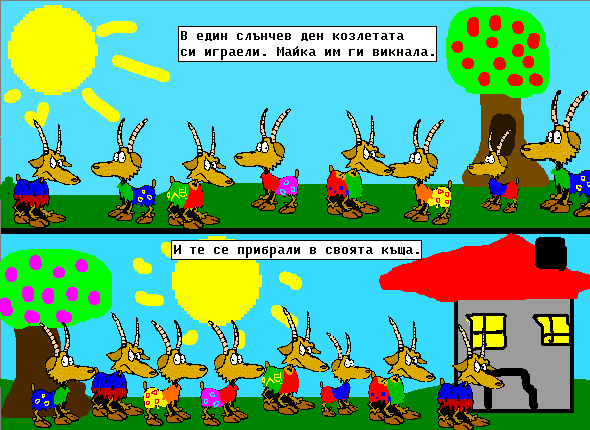 В един слънчев ден козлетата
си играели. Майка им ги викнала.
И те се прибрали в своята къща.